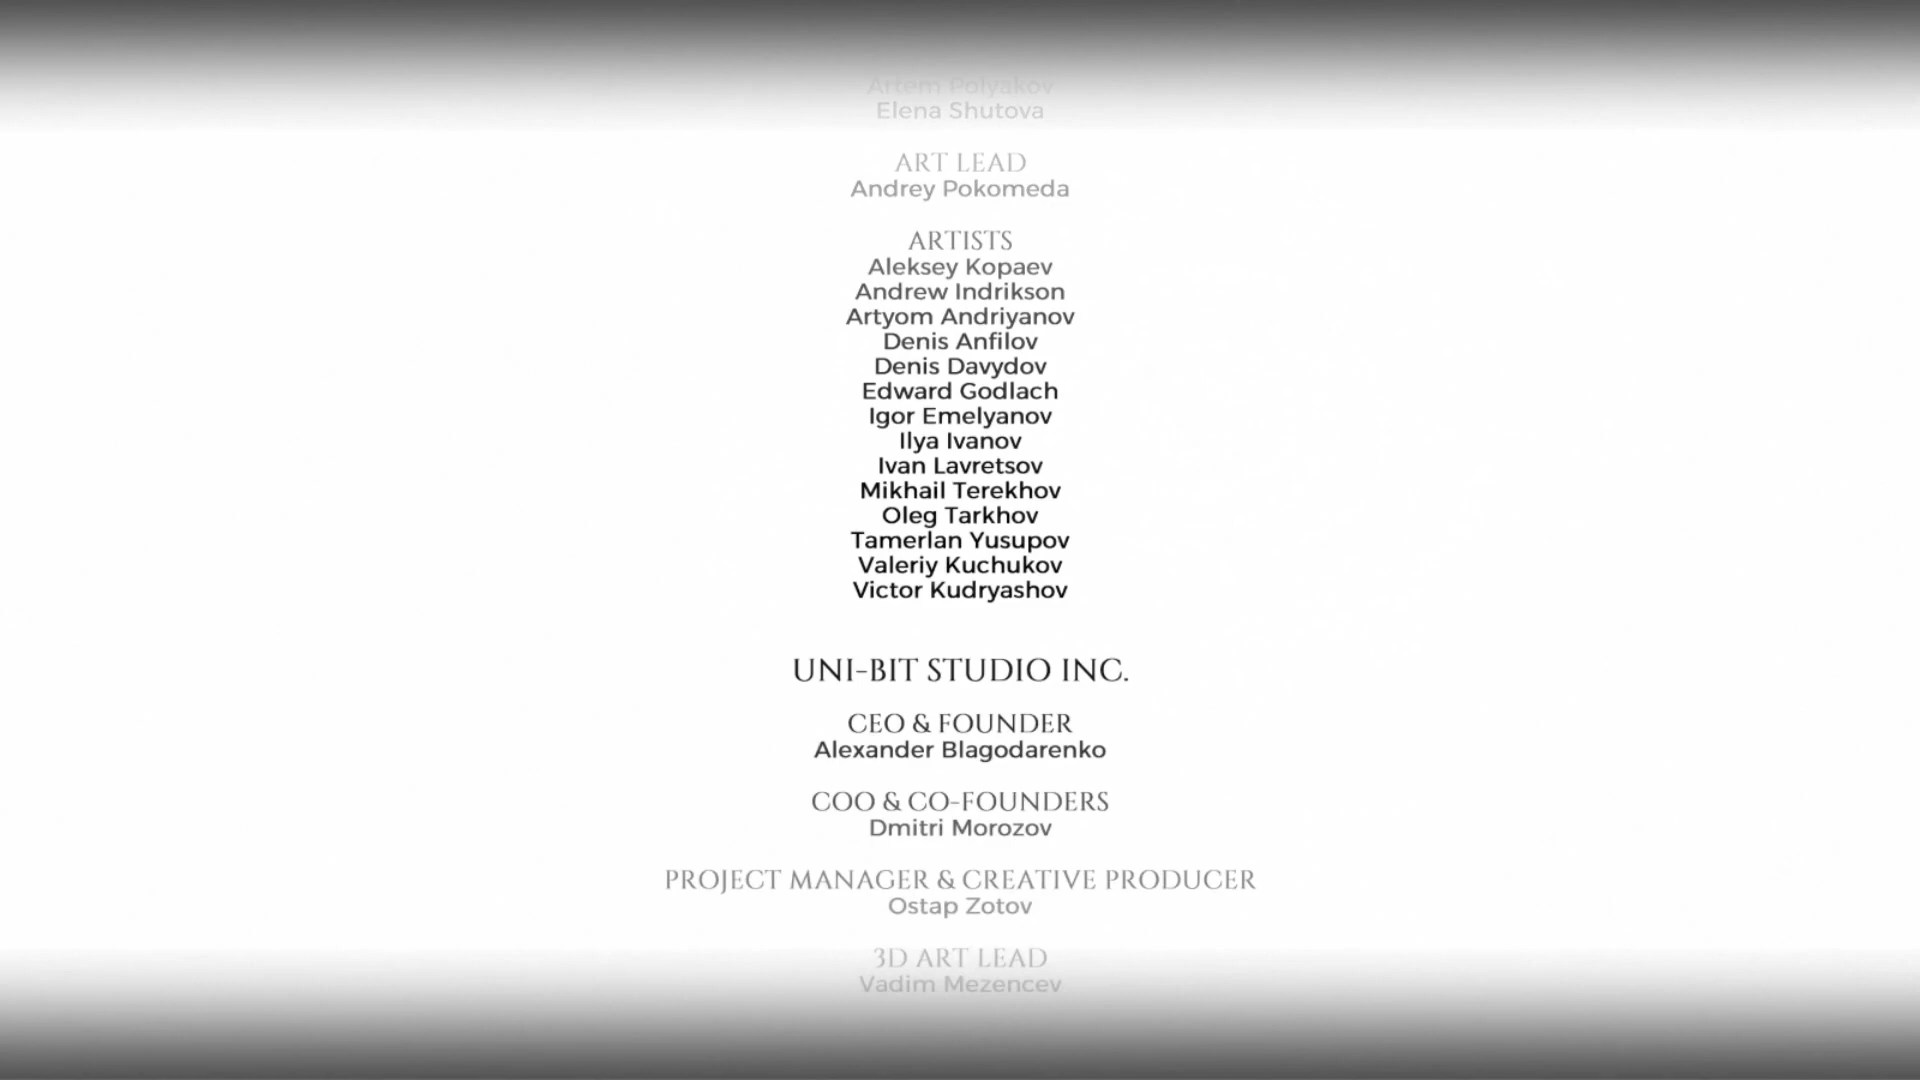 Artem Polyakov
Elena Shutova
ART LEAD
Andrey Pokomeda
ARTISTS
Aleksey Kopaev
Andrew Indrikson
Artyom Andriyanov
Denis Anfilov
Denis Davydov
Edward Godlach
Igor Emelyanov
Ilya Ivanov
Ivan Lavretsov
Mikhail Terekhov
Oleg Tarkhov
Tamerlan Yusupov
Valeriy Kuchukov
Victor Kudryashov
UNI-BIT STUDIO INC.
CEO & FOUNDER
Alexander Blagodarenko
COO & CO-FOUNDERS
Dmitri Morozov
PROJECT MANAGER & CREATIVE PRODUCER
Ostap Zotov
3D ART LEAD
Vadim Mezencev